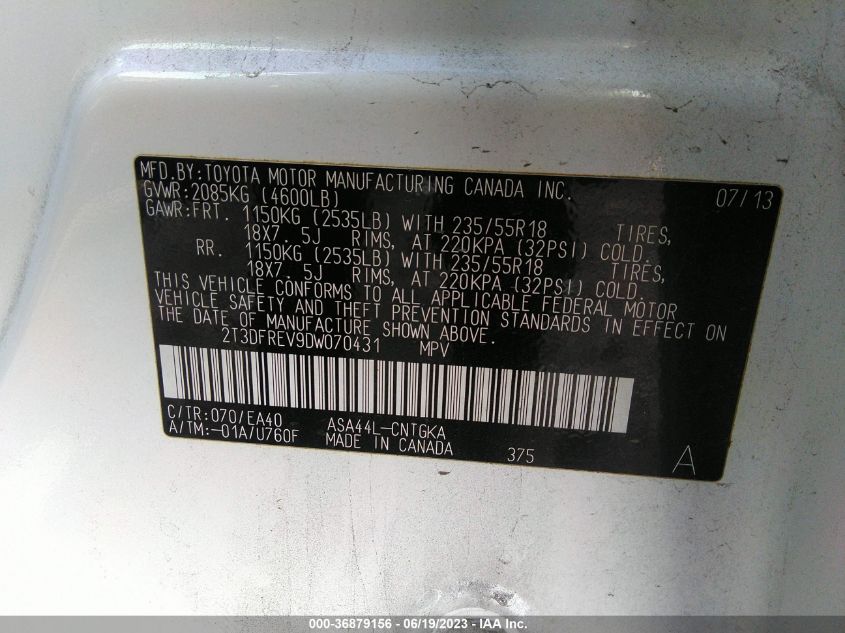 MFD.BY:TOYOTA MOTOR MANUFACTURING CANADA INC. 07/13
GVWR:2085KG (4600LB)
GAWR:FRT. 1150KG (2535LB) WITH 235/55R18 TIRES,
18X7. 5J RIMS, AT 220KPA (32PSI) COLD.
RR. 1150KG (2535LB) WITH 235/55R18 TIRES,
18X7. 5J RIMS, AT 220KPA (32PSI) COLD.
THIS VEHICLE CONFORMS TO ALL APPLICABLE FEDERAL MOTOR
VEHICLE SAFETY AND THEFT PREVENTION STANDARDS IN EFFECT ON
THE DATE OF MANUFACTURE SHOWN ABOVE.
2T3DFREV9DW070431 MPV
C/TR:070/EA40 ASA44L-CNTGKA
A/TM:-01A/U760F MADE IN CANADA 375 A
000-36879156 - 06/19/2023 - IAA Inc.